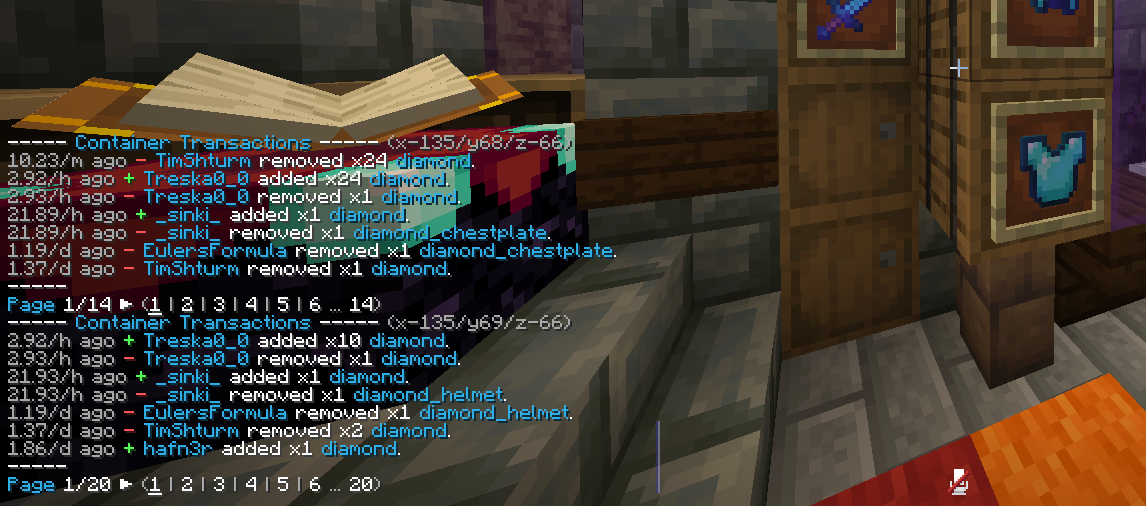 ----- Container Transactions ----- (x-135/y68/z-66)
10.23/m ago - TimShturm removed x24 diamond.
2.92/h ago + Treska0_0 added x24 diamond.
2.93/h ago - Treska0_0 removed x1 diamond.
21.89/h ago + _sinki_ added x1 diamond.
21.89/h ago - _sinki_ removed x1 diamond_chestplate.
1.19/d ago - EulersFormula removed x1 diamond_chestplate.
1.37/d ago - TimShturm removed x1 diamond.
-----
Page 1/14 ► (1 | 2 | 3 | 4 | 5 | 6 ... 14)
----- Container Transactions ----- (x-135/y69/z-66)
2.92/h ago + Treska0_0 added x10 diamond.
2.93/h ago - Treska0_0 removed x1 diamond.
21.93/h ago + _sinki_ added x1 diamond.
21.93/h ago - _sinki_ removed x1 diamond_helmet.
1.19/d ago - EulersFormula removed x1 diamond_helmet.
1.37/d ago - TimShturm removed x2 diamond.
1.86/d ago + hafn3r added x1 diamond.
-----
Page 1/20 ► (1 | 2 | 3 | 4 | 5 | 6 ... 20)